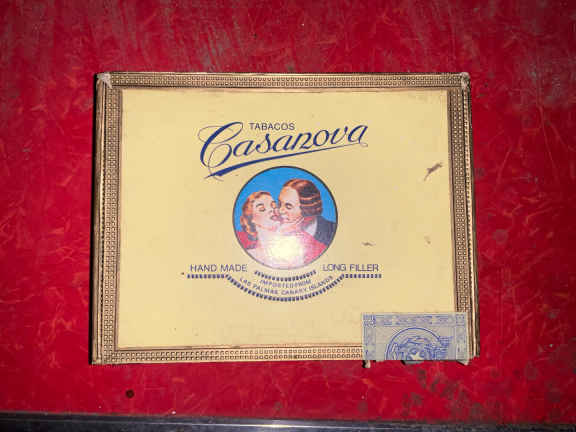 TABACOS
Casanova
HAND MADE LONG FILLER
IMPORTED FROM
LAS PALMAS CANARY ISLANDS